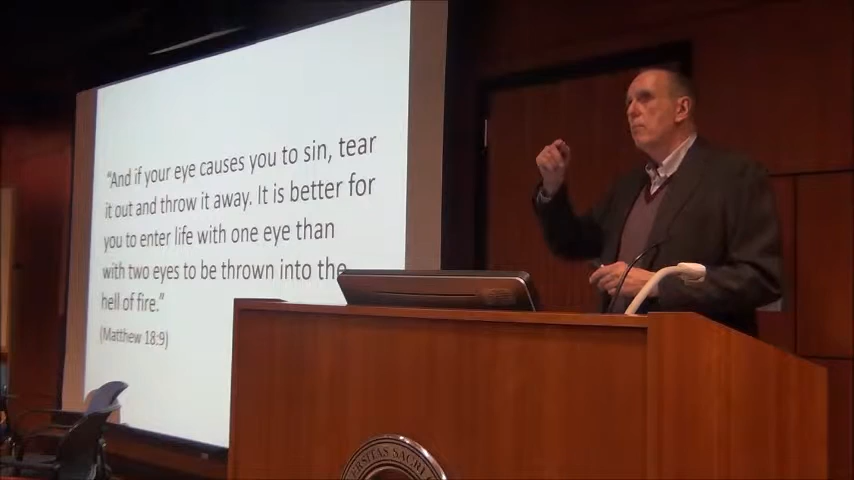 “And if your eye causes you to sin, tear
it out and throw it away. It is better for
you to enter life with one eye than
with two eyes to be thrown into the
hell of fire.”
(Matthew 18:9)
VERSITAS SACRI